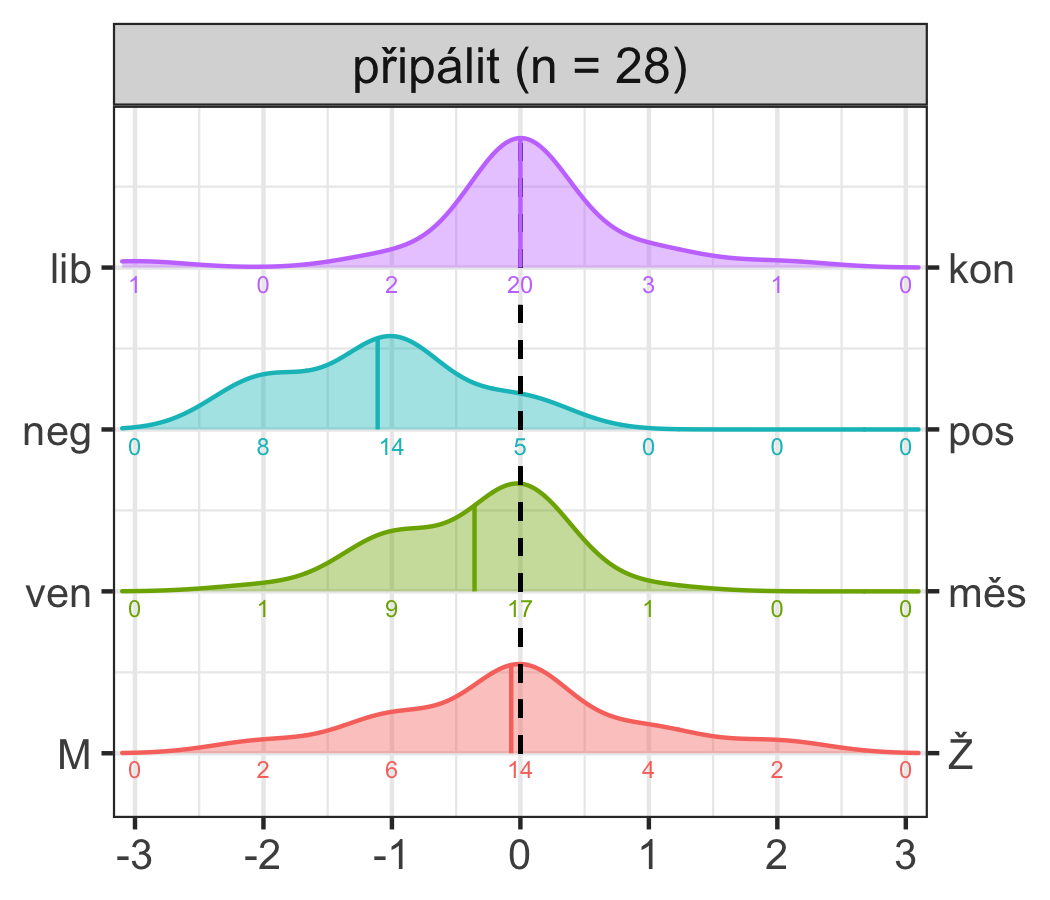 připálit (n = 28)
lib kon
1 0 2 20 3 1 0
neg pos
0 8 14 5 0 0 0
ven měs
0 1 9 17 1 0 0
M Ž
0 2 6 14 4 2 0
-3 -2 -1 0 1 2 3